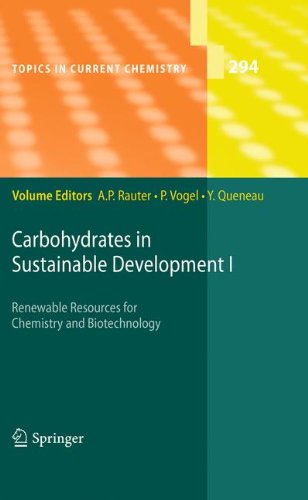 TOPICS IN CURRENT CHEMISTRY 294
Volume Editors A.P. Rauter · P. Vogel · Y. Queneau
Carbohydrates in
Sustainable Development I
Renewable Resources for
Chemistry and Biotechnology
Springer